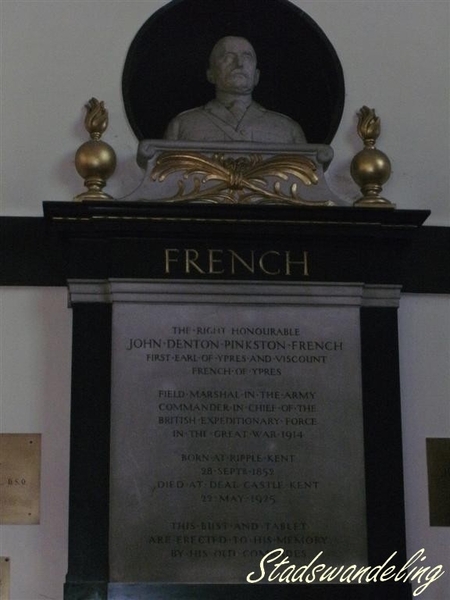 FRENCH
THE·RIGHT HONOURABLE
JOHN·DENTON·PINKSTON·FRENCH
FIRST·EARL·OF·YPRES·AND·VISCOUNT
FRENCH·OF·YPRES
FIELD·MARSHAL·IN·THE·ARMY
COMMANDER·IN·CHIEF·OF·THE
BRITISH·EXPEDITIONARY·FORCE
IN·THE·GREAT·WAR·1914
BORN·AT·RIPPLE·KENT
28·SEPTR·1852
DIED·AT·DEAL·CASTLE·KENT
22·MAY·1925
THIS·BUST·AND·TABLET
ARE·ERECTED·TO·HIS·MEMORY
BY·HIS·OLD
D.S.O.
Stadswandeling